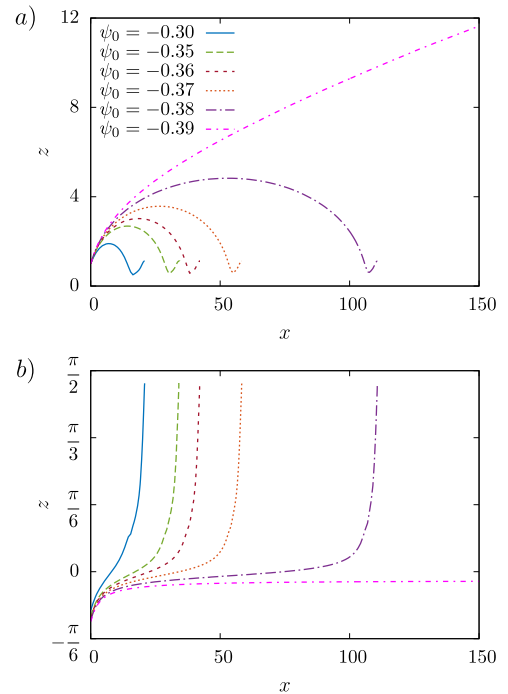 a)
12
8
4
0
z
ψ₀ = −0.30
ψ₀ = −0.35
ψ₀ = −0.36
ψ₀ = −0.37
ψ₀ = −0.38
ψ₀ = −0.39
0 50 100 150
x
b)
π/2
π/3
π/6
0
−π/6
z
0 50 100 150
x